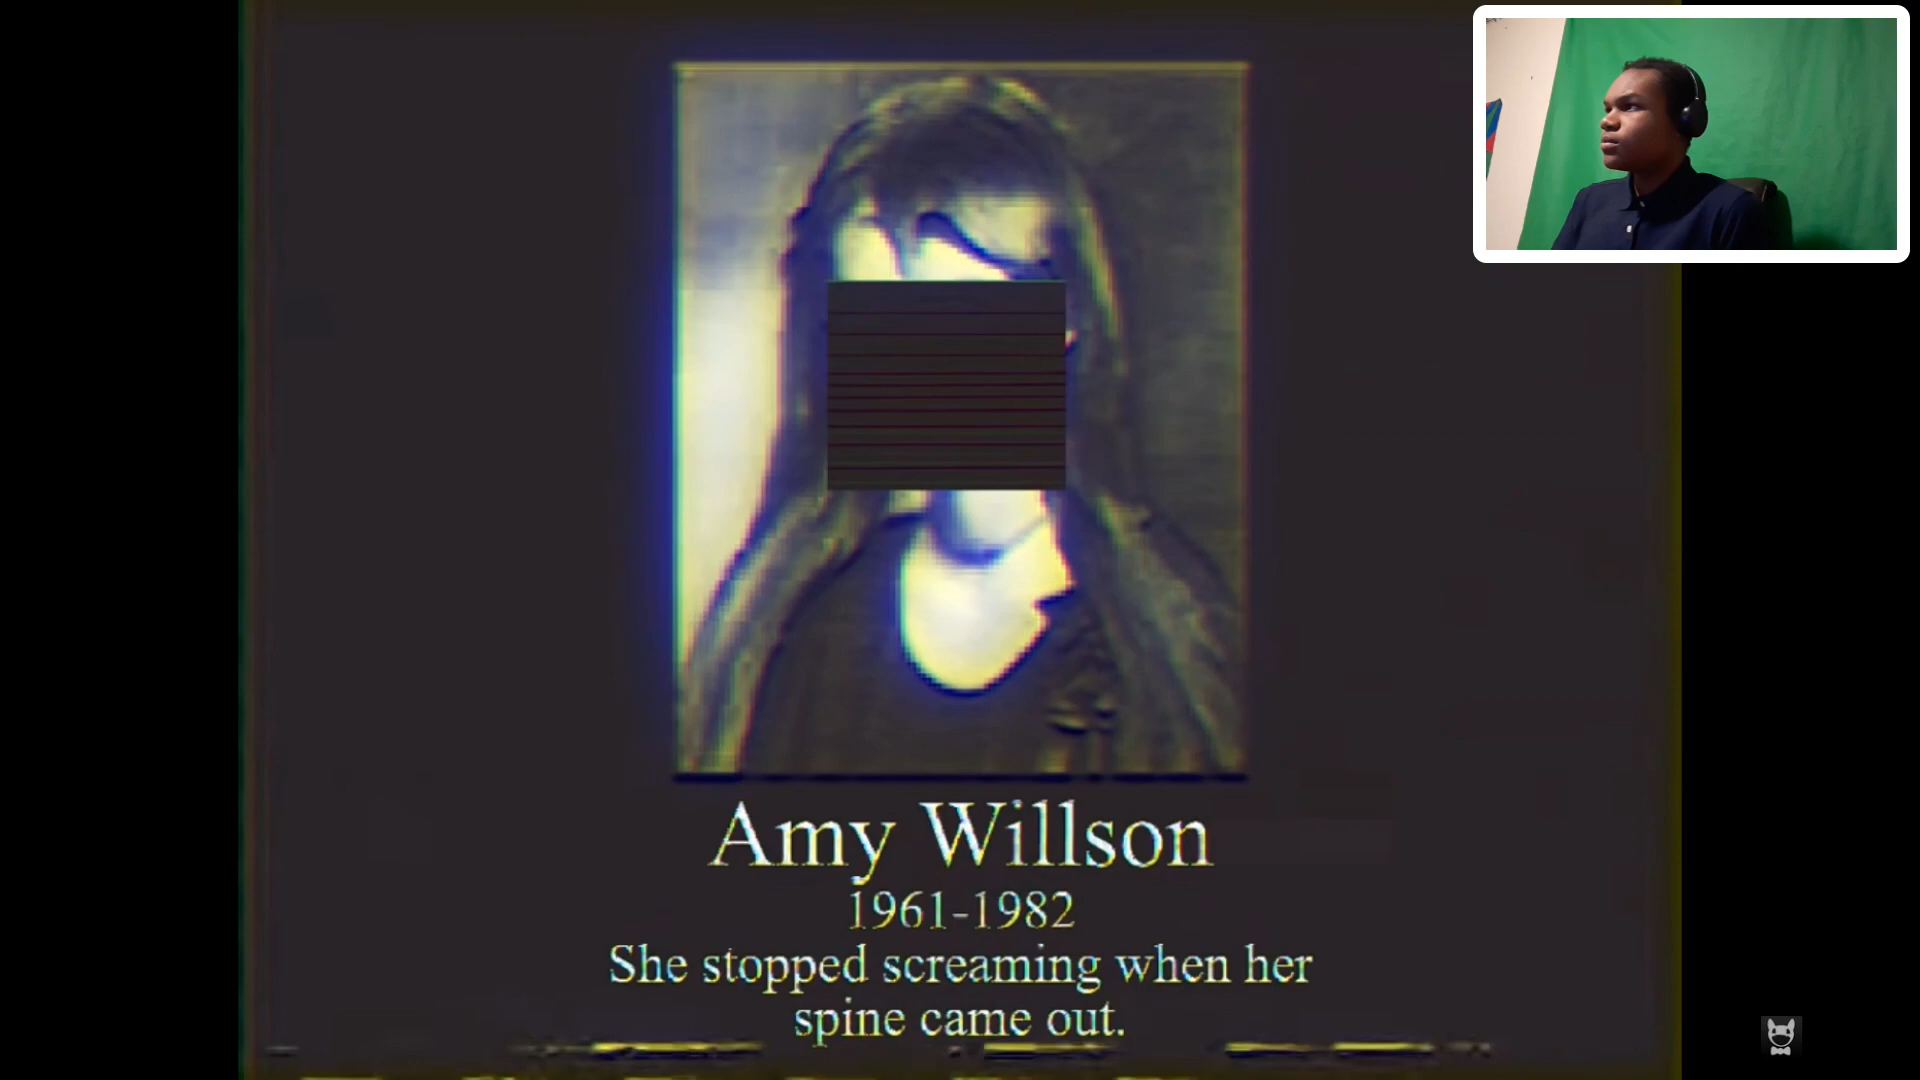 Amy Willson
1961-1982
She stopped screaming when her
spine came out.